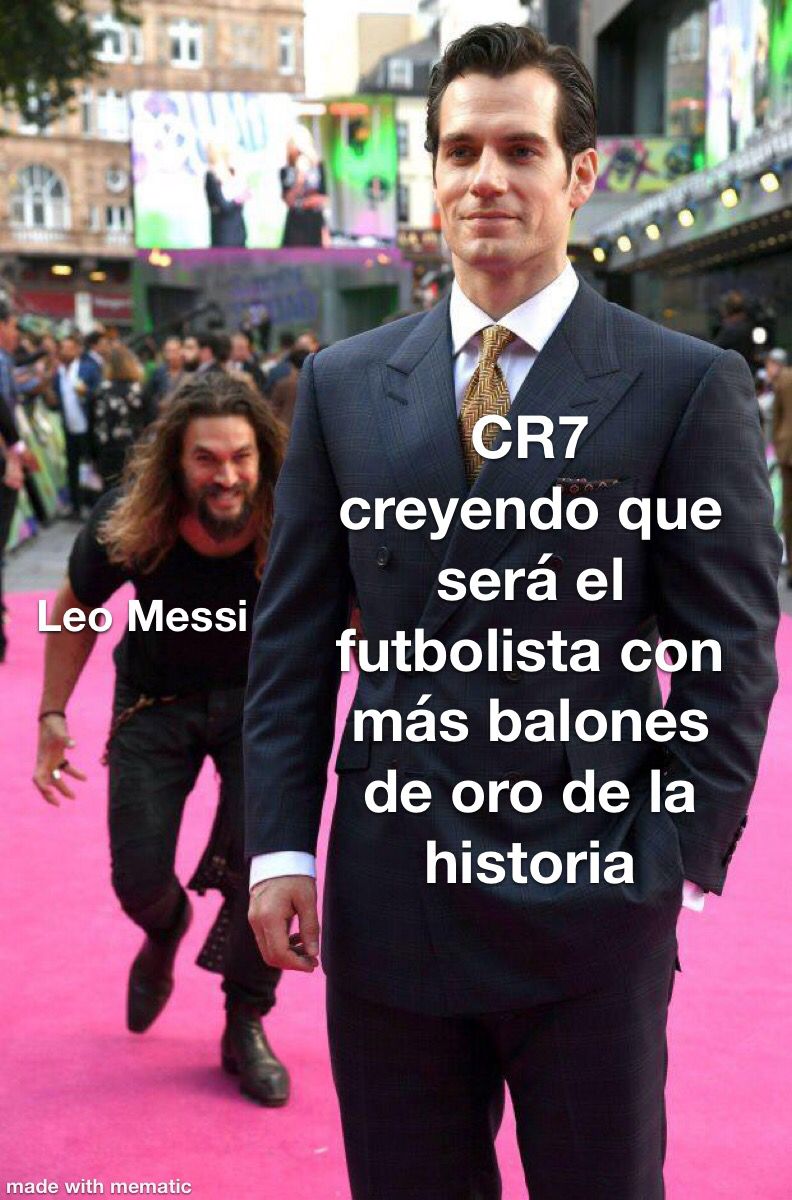 CR7
creyendo que
será el
futbolista con
más balones
de oro de la
historia
Leo Messi
made with mematic